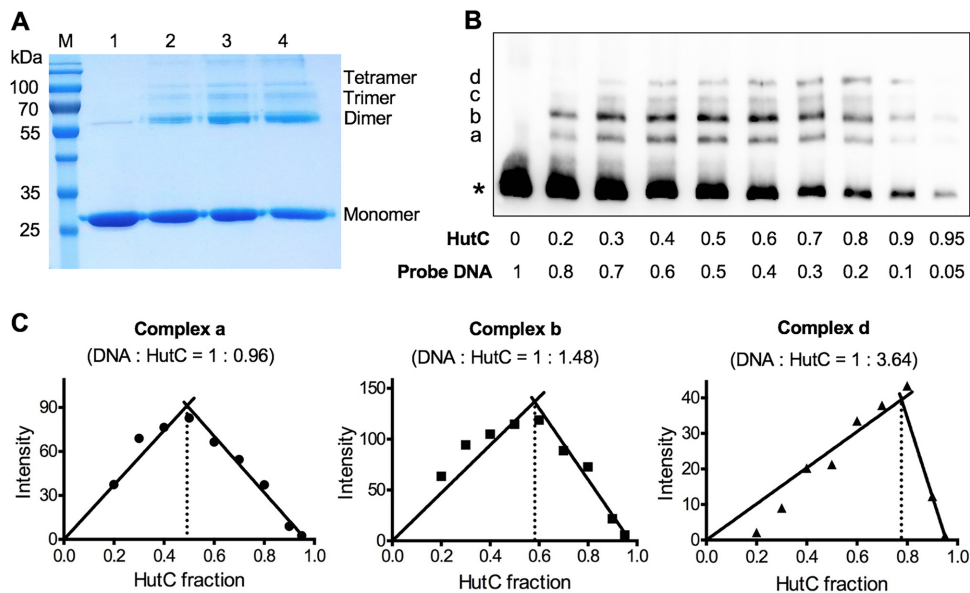 A
M 1 2 3 4
kDa
100
70
55
35
25
Tetramer
Trimer
Dimer
Monomer
B
d
c
b
a
*
HutC 0 0.2 0.3 0.4 0.5 0.6 0.7 0.8 0.9 0.95
Probe DNA 1 0.8 0.7 0.6 0.5 0.4 0.3 0.2 0.1 0.05
C
Complex a
(DNA : HutC = 1 : 0.96)
Intensity
90
60
30
0
0.0 0.2 0.4 0.6 0.8 1.0
HutC fraction
Complex b
(DNA : HutC = 1 : 1.48)
Intensity
150
100
50
0
0.0 0.2 0.4 0.6 0.8 1.0
HutC fraction
Complex d
(DNA : HutC = 1 : 3.64)
Intensity
40
30
20
10
0
0.0 0.2 0.4 0.6 0.8 1.0
HutC fraction